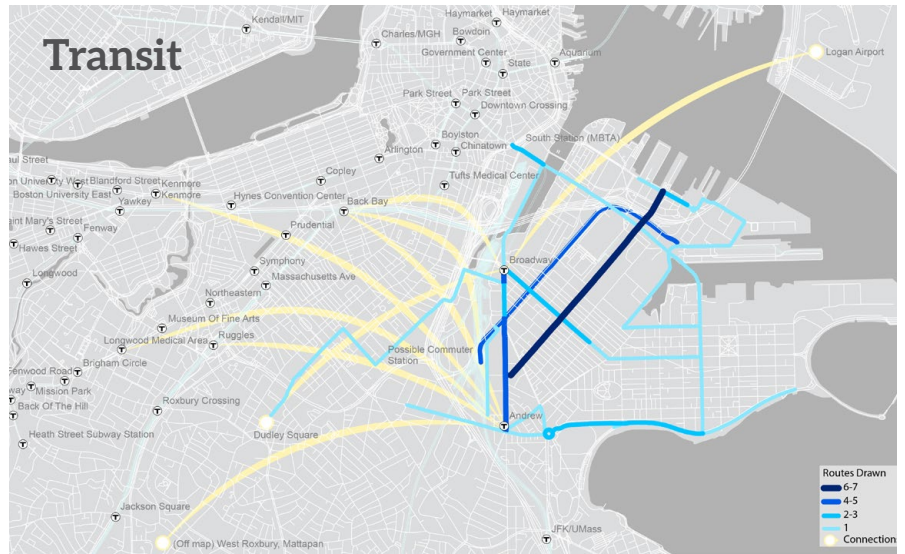 Transit
Kendall/MIT
Haymarket
Haymarket
Charles/MGH
Bowdoin
Government Center
State
Aquarium
Logan Airport
Park Street
Park Street
Downtown Crossing
Boylston
Chinatown
South Station (MBTA)
Arlington
Tufts Medical Center
aul Street
on University West
Blandford Street
Kenmore
Boston University East
Kenmore
Yawkey
Copley
Hynes Convention Center
Back Bay
aint Mary's Street
Fenway
Prudential
Hawes Street
Symphony
Broadway
Longwood
Massachusetts Ave
Northeastern
Museum Of Fine Arts
Longwood Medical Area
Ruggles
Possible Commuter
Station
Brigham Circle
Fenwood Road
way
Mission Park
Back Of The Hill
Roxbury Crossing
Andrew
Dudley Square
Heath Street Subway Station
Jackson Square
JFK/UMass
(Off map) West Roxbury, Mattapan
Routes Drawn
6-7
4-5
2-3
1
Connections